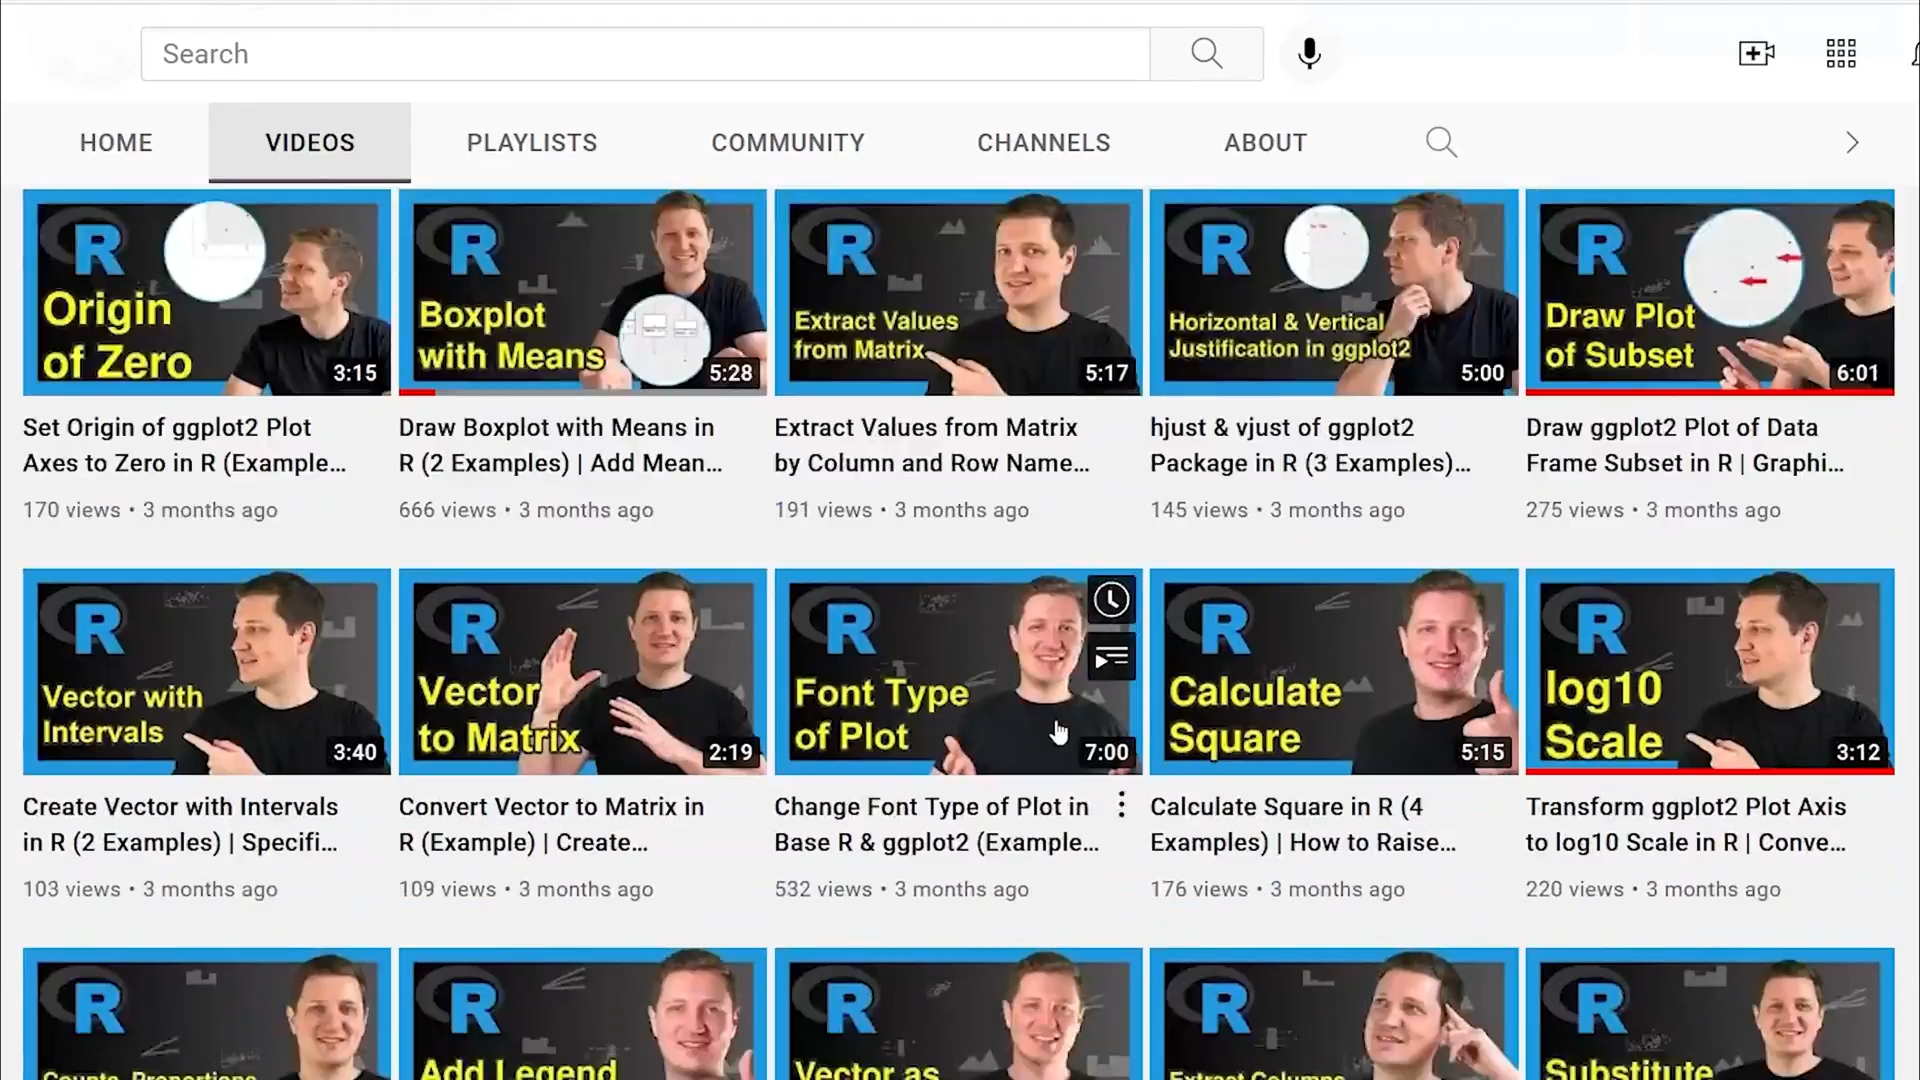 Search
HOME
VIDEOS
PLAYLISTS
COMMUNITY
CHANNELS
ABOUT
R
Origin
of Zero
3:15
R
Boxplot
with Means
5:28
R
Extract Values
from Matrix
5:17
R
Horizontal & Vertical
Justification in ggplot2
5:00
R
Draw Plot
of Subset
6:01
Set Origin of ggplot2 Plot
Axes to Zero in R (Example...
170 views • 3 months ago
Draw Boxplot with Means in
R (2 Examples) | Add Mean...
666 views • 3 months ago
Extract Values from Matrix
by Column and Row Name...
191 views • 3 months ago
hjust & vjust of ggplot2
Package in R (3 Examples)...
145 views • 3 months ago
Draw ggplot2 Plot of Data
Frame Subset in R | Graphi...
275 views • 3 months ago
R
Vector with
Intervals
3:40
R
Vector
to Matrix
2:19
R
Font Type
of Plot
7:00
R
Calculate
Square
5:15
R
log10
Scale
3:12
Create Vector with Intervals
in R (2 Examples) | Specifi...
103 views • 3 months ago
Convert Vector to Matrix in
R (Example) | Create...
109 views • 3 months ago
Change Font Type of Plot in
Base R & ggplot2 (Example...
532 views • 3 months ago
Calculate Square in R (4
Examples) | How to Raise...
176 views • 3 months ago
Transform ggplot2 Plot Axis
to log10 Scale in R | Conve...
220 views • 3 months ago
R
Counts, Proportions
R
Add Legend
R
Vector as
R
Extract Columns
R
Substitute